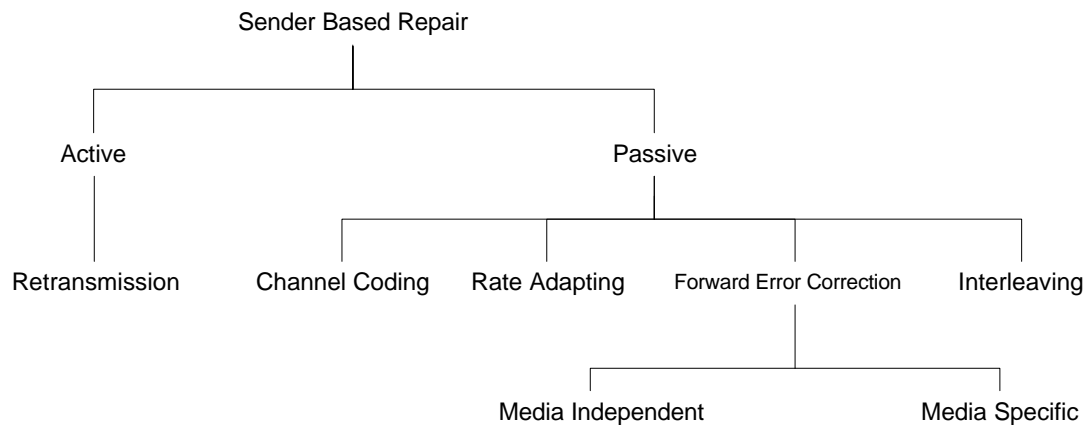 Sender Based Repair
Active
Passive
Retransmission
Channel Coding
Rate Adapting
Forward Error Correction
Interleaving
Media Independent
Media Specific